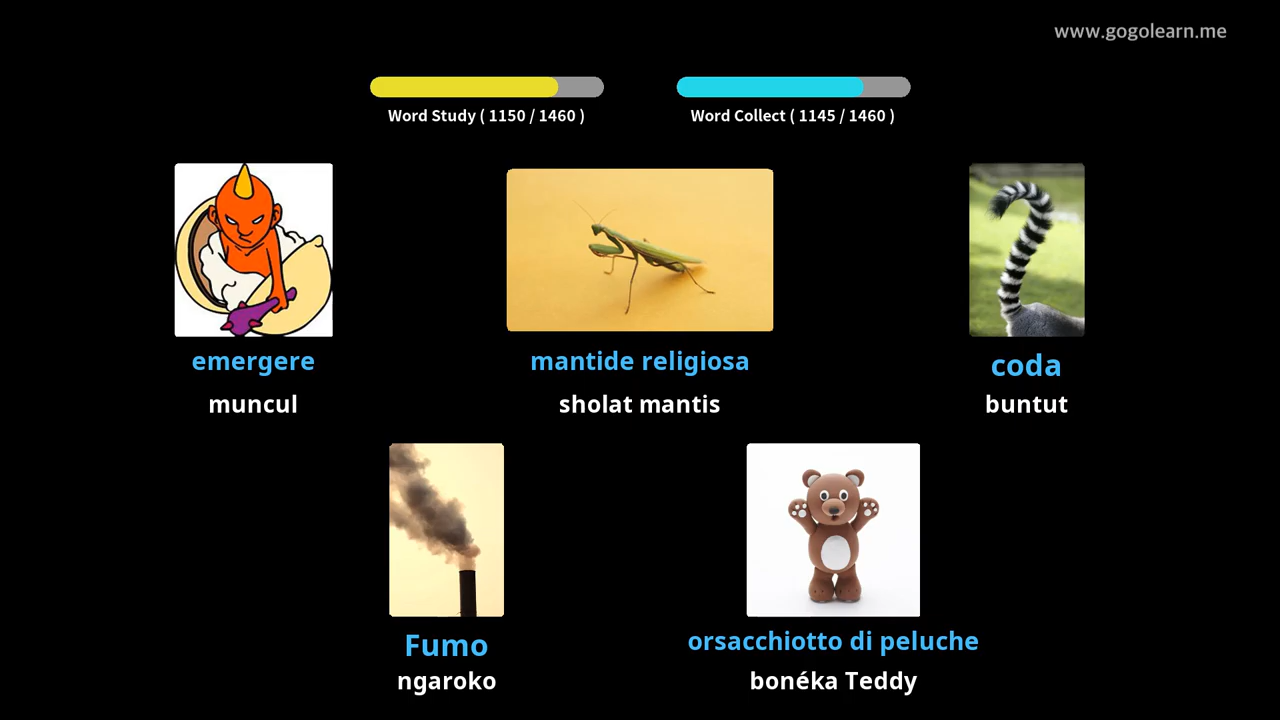 www.gogolearn.me
Word Study ( 1150 / 1460 )
Word Collect ( 1145 / 1460 )
emergere
muncul
mantide religiosa
sholat mantis
coda
buntut
Fumo
ngaroko
orsacchiotto di peluche
bonéka Teddy